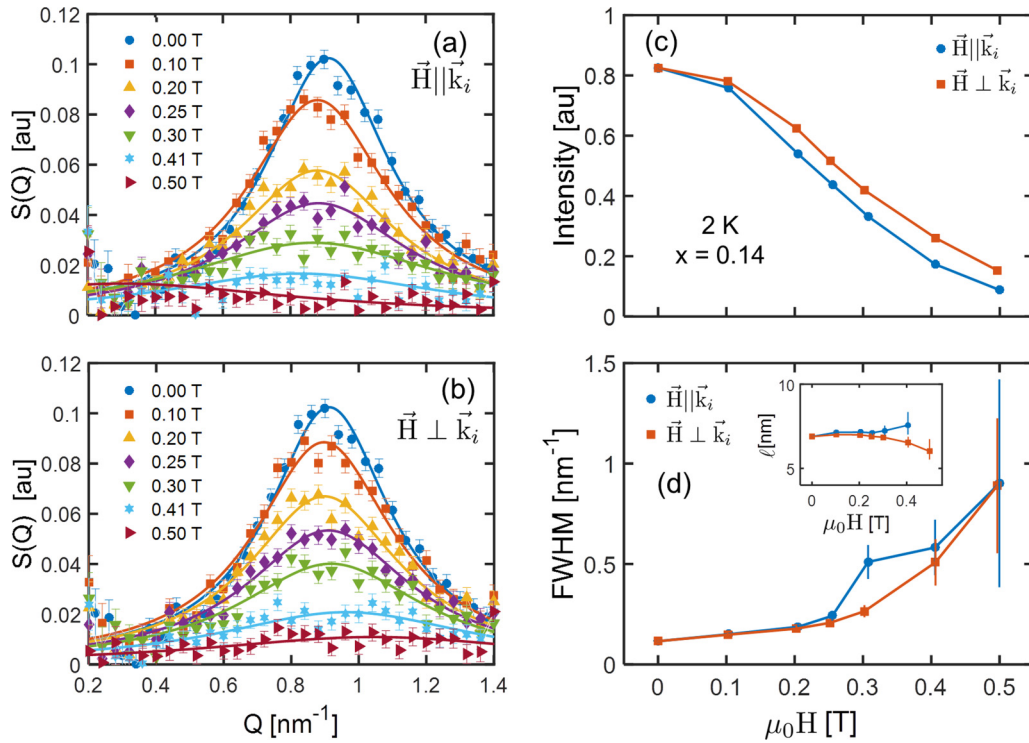 (a)
H⃗||k⃗ᵢ
0.00 T
0.10 T
0.20 T
0.25 T
0.30 T
0.41 T
0.50 T
S(Q) [au]
0.12
0.1
0.08
0.06
0.04
0.02
0
(b)
H⃗ ⊥ k⃗ᵢ
0.00 T
0.10 T
0.20 T
0.25 T
0.30 T
0.41 T
0.50 T
S(Q) [au]
0.12
0.1
0.08
0.06
0.04
0.02
0
0.2 0.4 0.6 0.8 1 1.2 1.4
Q [nm⁻¹]
(c)
H⃗||k⃗ᵢ
H⃗ ⊥ k⃗ᵢ
Intensity [au]
1
0.8
0.6
0.4
0.2
0
2 K
x = 0.14
(d)
H⃗||k⃗ᵢ
H⃗ ⊥ k⃗ᵢ
FWHM [nm⁻¹]
1.5
1
0.5
0
ℓ[nm]
10
5
0 0.2 0.4
μ₀H [T]
0 0.1 0.2 0.3 0.4 0.5
μ₀H [T]